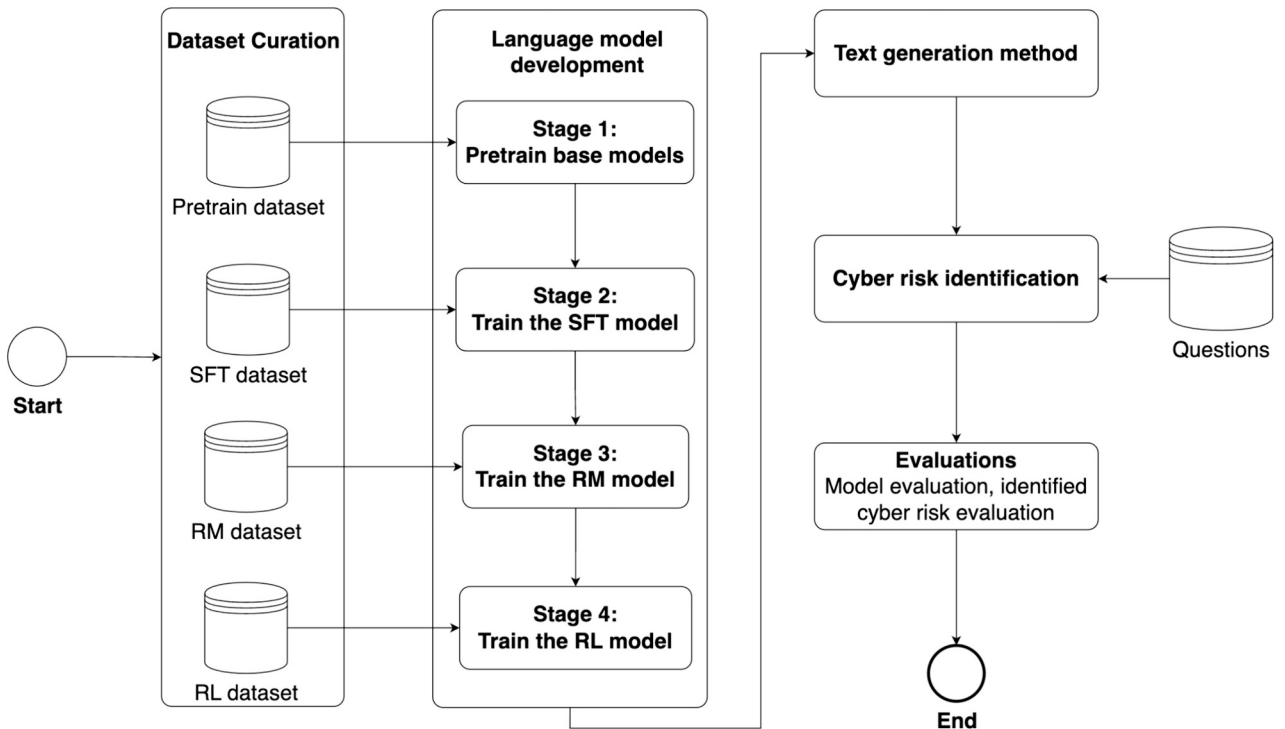 Start
Dataset Curation
Pretrain dataset
SFT dataset
RM dataset
RL dataset
Language model
development
Stage 1:
Pretrain base models
Stage 2:
Train the SFT model
Stage 3:
Train the RM model
Stage 4:
Train the RL model
Text generation method
Cyber risk identification
Questions
Evaluations
Model evaluation, identified
cyber risk evaluation
End